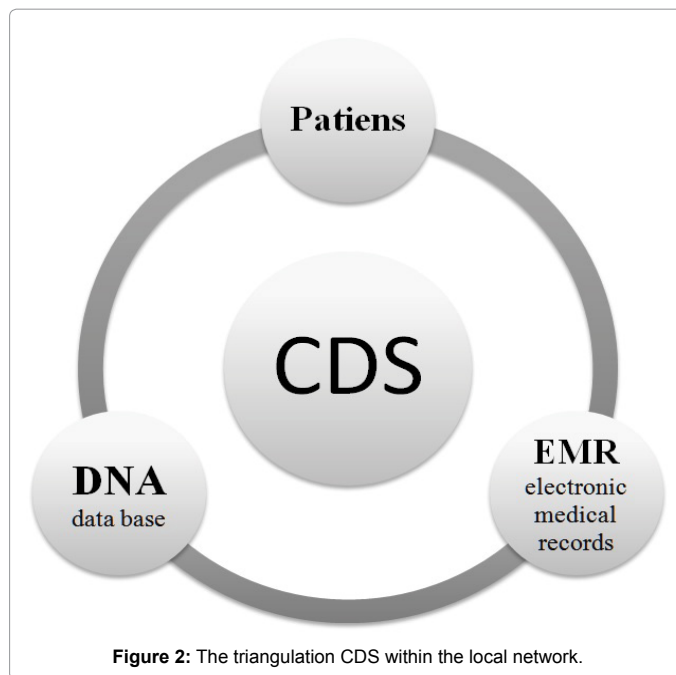 Patiens
CDS
DNA
data base
EMR
electronic
medical
records
Figure 2: The triangulation CDS within the local network.